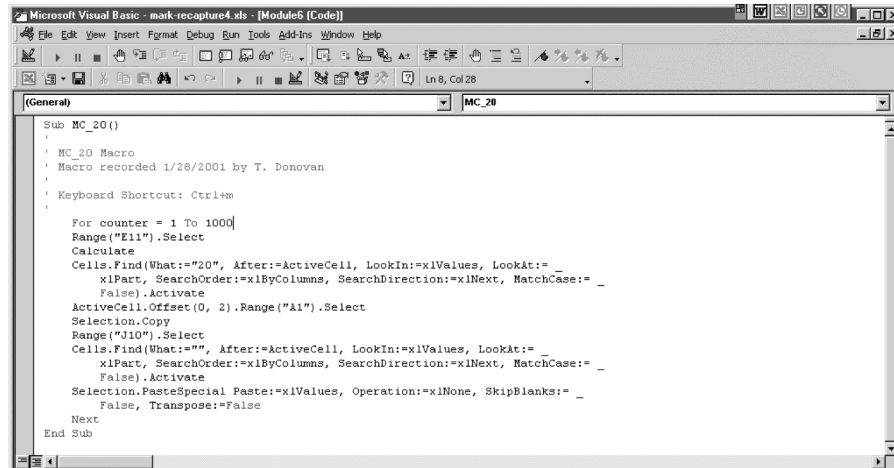 Microsoft Visual Basic - mark-recapture4.xls - [Module6 (Code)]
File Edit View Insert Format Debug Run Tools Add-Ins Window Help
Ln 8, Col 28
(General) MC_20
Sub MC_20()
'
' MC_20 Macro
' Macro recorded 1/28/2001 by T. Donovan
'
' Keyboard Shortcut: Ctrl+m
'
For counter = 1 To 1000
Range("E11").Select
Calculate
Cells.Find(What:="20", After:=ActiveCell, LookIn:=xlValues, LookAt:= _
xlPart, SearchOrder:=xlByColumns, SearchDirection:=xlNext, MatchCase:= _
False).Activate
ActiveCell.Offset(0, 2).Range("A1").Select
Selection.Copy
Range("J10").Select
Cells.Find(What:="", After:=ActiveCell, LookIn:=xlValues, LookAt:= _
xlPart, SearchOrder:=xlByColumns, SearchDirection:=xlNext, MatchCase:= _
False).Activate
Selection.PasteSpecial Paste:=xlValues, Operation:=xlNone, SkipBlanks:= _
False, Transpose:=False
Next
End Sub